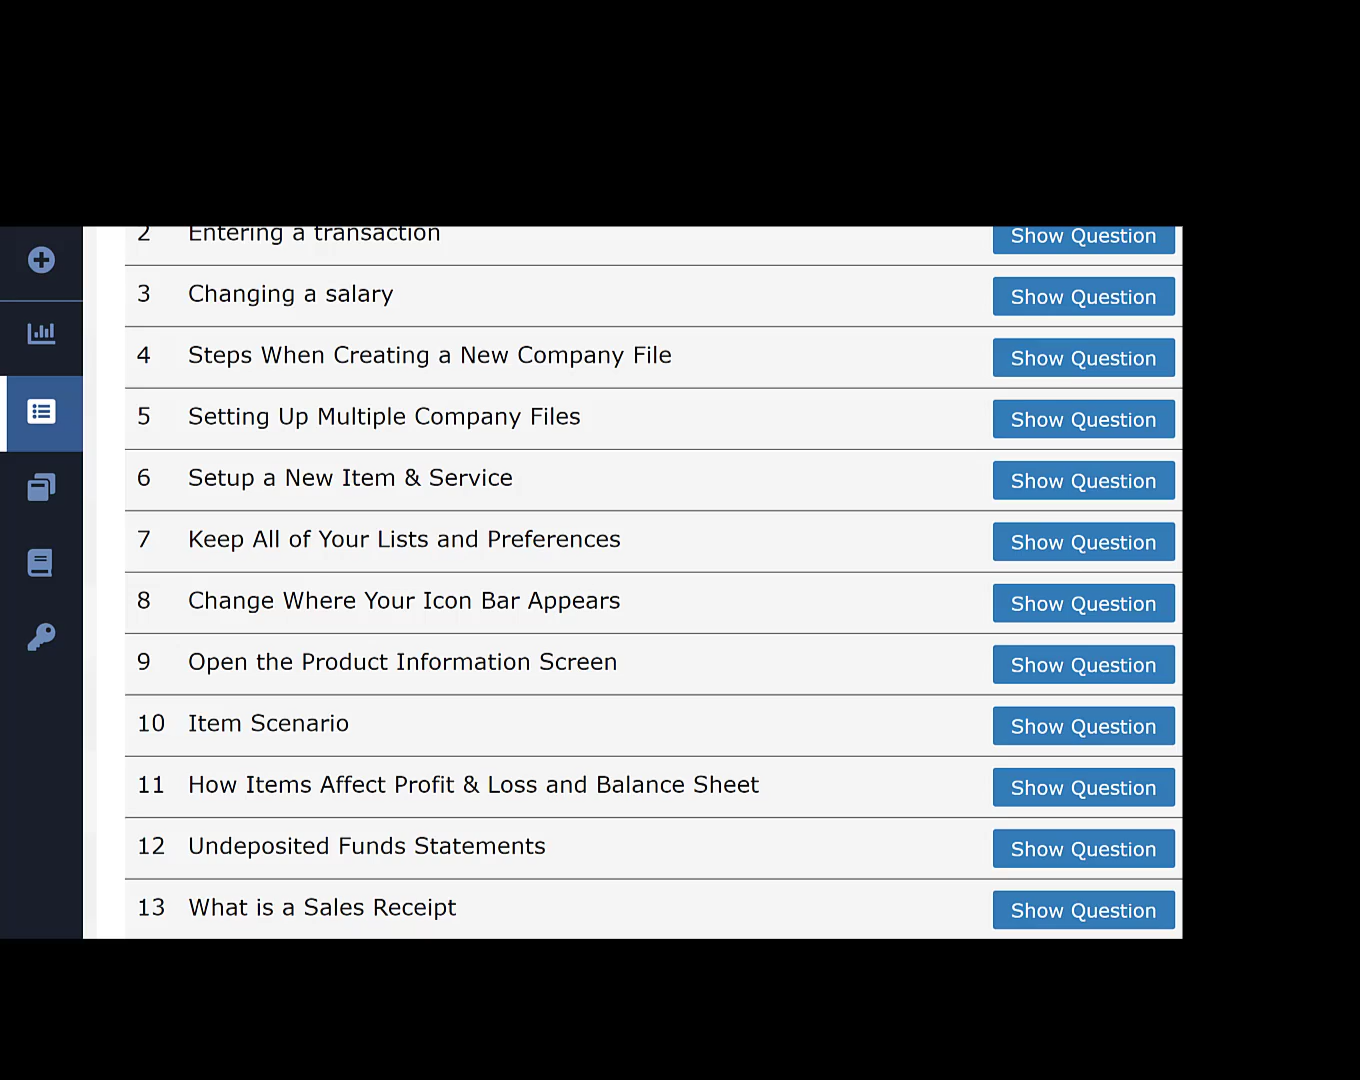 2 Entering a transaction Show Question
3 Changing a salary Show Question
4 Steps When Creating a New Company File Show Question
5 Setting Up Multiple Company Files Show Question
6 Setup a New Item & Service Show Question
7 Keep All of Your Lists and Preferences Show Question
8 Change Where Your Icon Bar Appears Show Question
9 Open the Product Information Screen Show Question
10 Item Scenario Show Question
11 How Items Affect Profit & Loss and Balance Sheet Show Question
12 Undeposited Funds Statements Show Question
13 What is a Sales Receipt Show Question